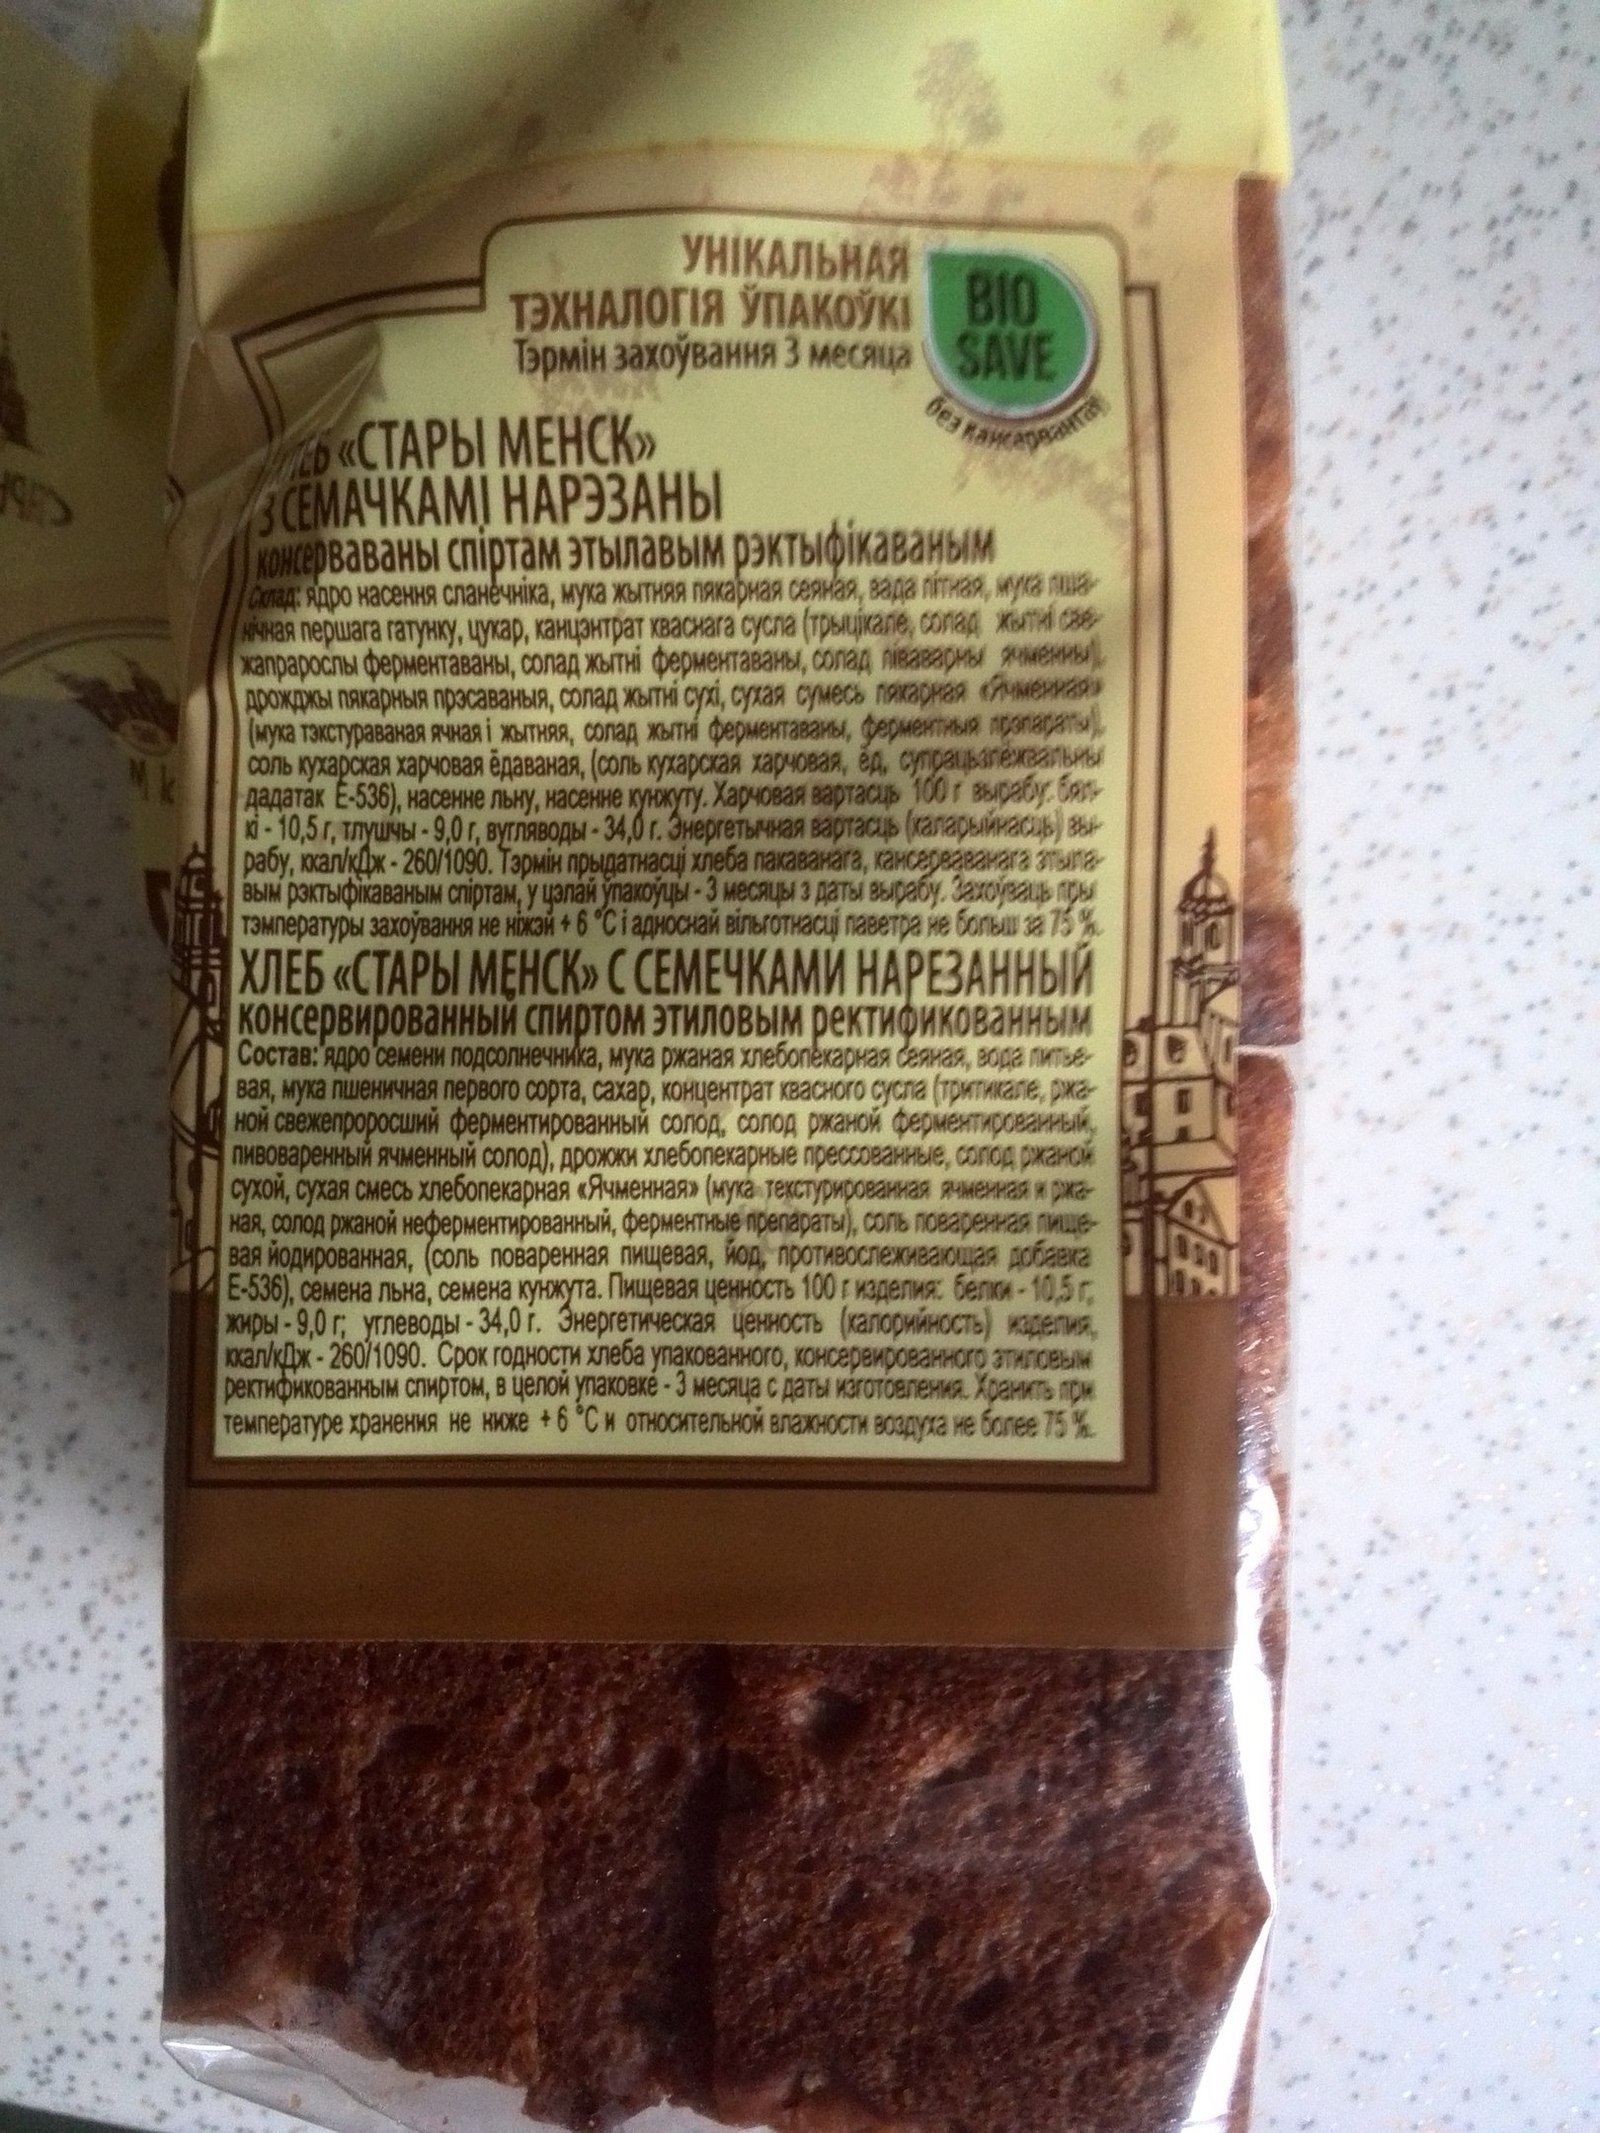 УНІКАЛЬНАЯ
ТЭХНАЛОГІЯ ЎПАКОЎКІ
Тэрмін захоўвання 3 месяца
BIO
SAVE
без кансервантаў
«СТАРЫ МЕНСК»
З СЕМАЧКАМІ НАРЭЗАНЫ
консерваваны спіртам этылавым рэктыфікаваным
Склад: ядро насення сланечніка, мука жытняя пякарная сеяная, вада пітная, мука пша-
нічная першага гатунку, цукар, канцэнтрат кваснага сусла (трыцікале, солад жытні све-
жапрарослы ферментаваны, солад жытні ферментаваны, солад піваварны ячменны),
дрожджы пякарныя прэсаваныя, солад жытні сухі, сухая сумесь пякарная «Ячменная»
(мука тэкстураваная ячная і жытняя, солад жытні ферментаваны, ферментныя прэпараты),
соль кухарская харчовая ёдаваная, (соль кухарская харчовая, ёд, супрацьзлежвальны
дадатак Е-536), насенне льну, насенне кунжуту. Харчовая вартасць 100 г вырабу: бял-
кі - 10,5 г, тлушчы - 9,0 г, вугляводы - 34,0 г. Энергетычная вартасць (каларыйнасць) вы-
рабу, ккал/кДж - 260/1090. Тэрмін прыдатнасці хлеба пакаванага, кансерваванага этыла-
вым рэктыфікаваным спіртам, у цэлай ўпакоўцы - 3 месяцы з даты вырабу. Захоўваць пры
тэмпературы захоўвання не ніжэй + 6 °С і адноснай вільготнасці паветра не больш за 75 %.
ХЛЕБ «СТАРЫ МЕНСК» С СЕМЕЧКАМИ НАРЕЗАННЫЙ
консервированный спиртом этиловым ректификованным
Состав: ядро семени подсолнечника, мука ржаная хлебопекарная сеяная, вода питье-
вая, мука пшеничная первого сорта, сахар, концентрат квасного сусла (тритикале, ржа-
ной свежепроросший ферментированный солод, солод ржаной ферментированный,
пивоваренный ячменный солод), дрожжи хлебопекарные прессованные, солод ржаной
сухой, сухая смесь хлебопекарная «Ячменная» (мука текстурированная ячменная и ржа-
ная, солод ржаной неферментированный, ферментные препараты), соль поваренная пище-
вая йодированная, (соль поваренная пищевая, йод, противослеживающая добавка
Е-536), семена льна, семена кунжута. Пищевая ценность 100 г изделия: белки - 10,5 г;
жиры - 9,0 г; углеводы - 34,0 г. Энергетическая ценность (калорийность) изделия,
ккал/кДж - 260/1090. Срок годности хлеба упакованного, консервированного этиловым
ректификованным спиртом, в целой упаковке - 3 месяца с даты изготовления. Хранить при
температуре хранения не ниже + 6 °С и относительной влажности воздуха не более 75 %.